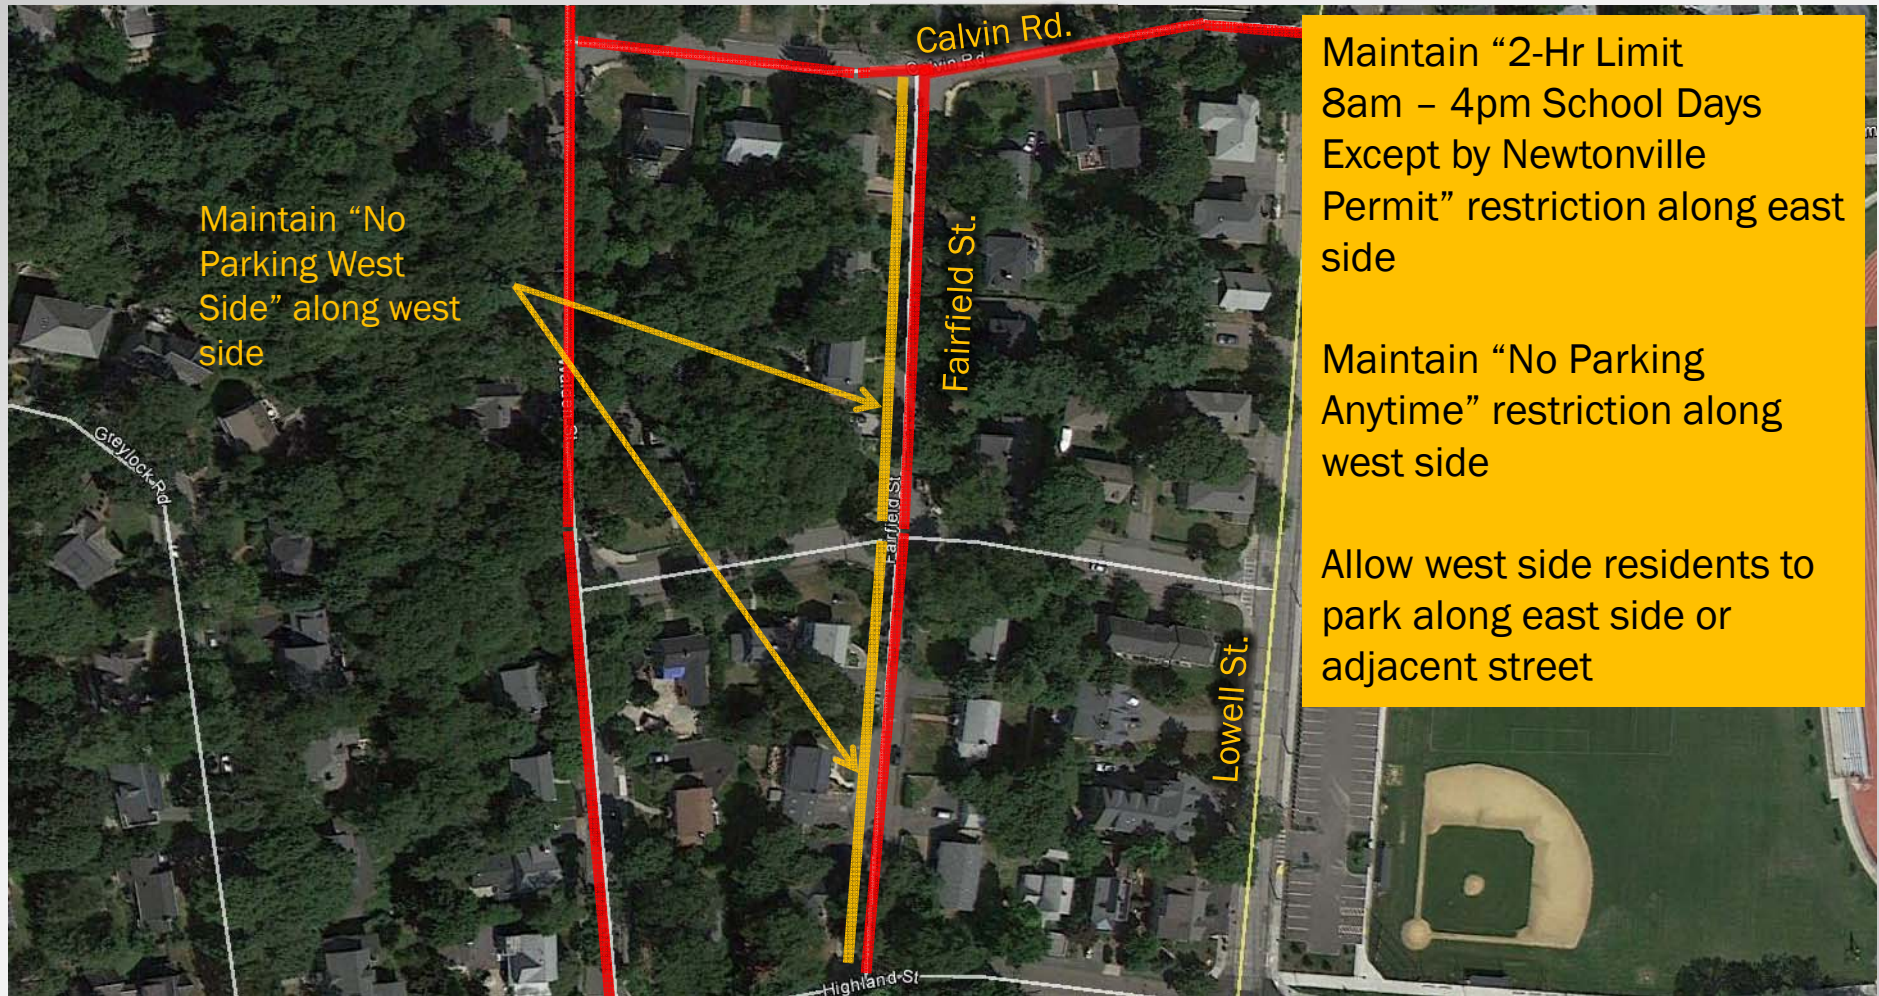 Calvin Rd.
Calvin Rd
Maintain “2-Hr Limit
8am – 4pm School Days
Except by Newtonville
Permit” restriction along east
side
Maintain “No Parking
Anytime” restriction along
west side
Allow west side residents to
park along east side or
adjacent street
Maintain “No
Parking West
Side” along west
side
Fairfield St.
Greylock Rd
Fairfield St
Lowell St.
Highland St